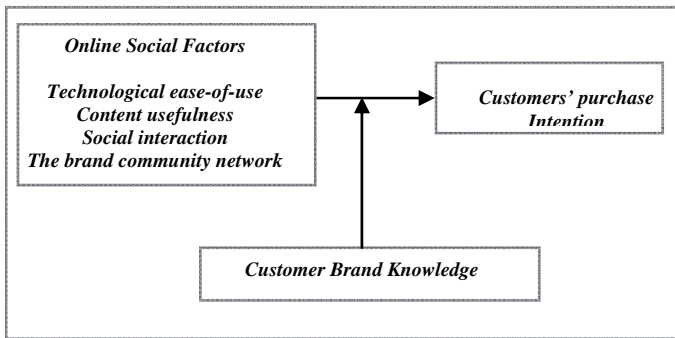 Online Social Factors
Technological ease-of-use
Content usefulness
Social interaction
The brand community network
Customers' purchase
Intention
Customer Brand Knowledge